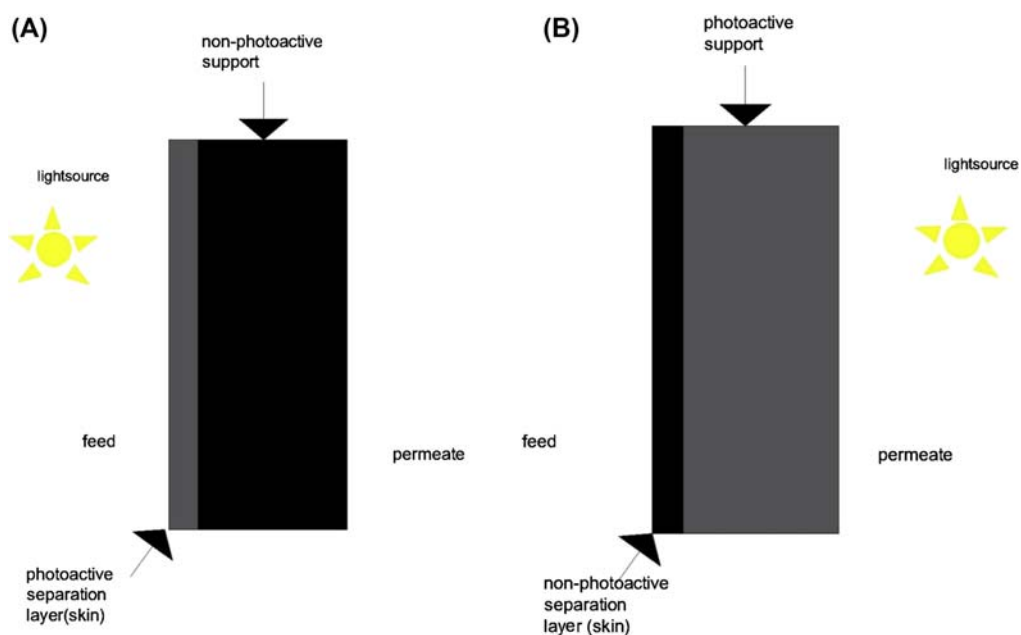 (A)
non-photoactive
support
lightsource
feed
permeate
photoactive
separation
layer(skin)
(B)
photoactive
support
lightsource
feed
permeate
non-photoactive
separation
layer (skin)